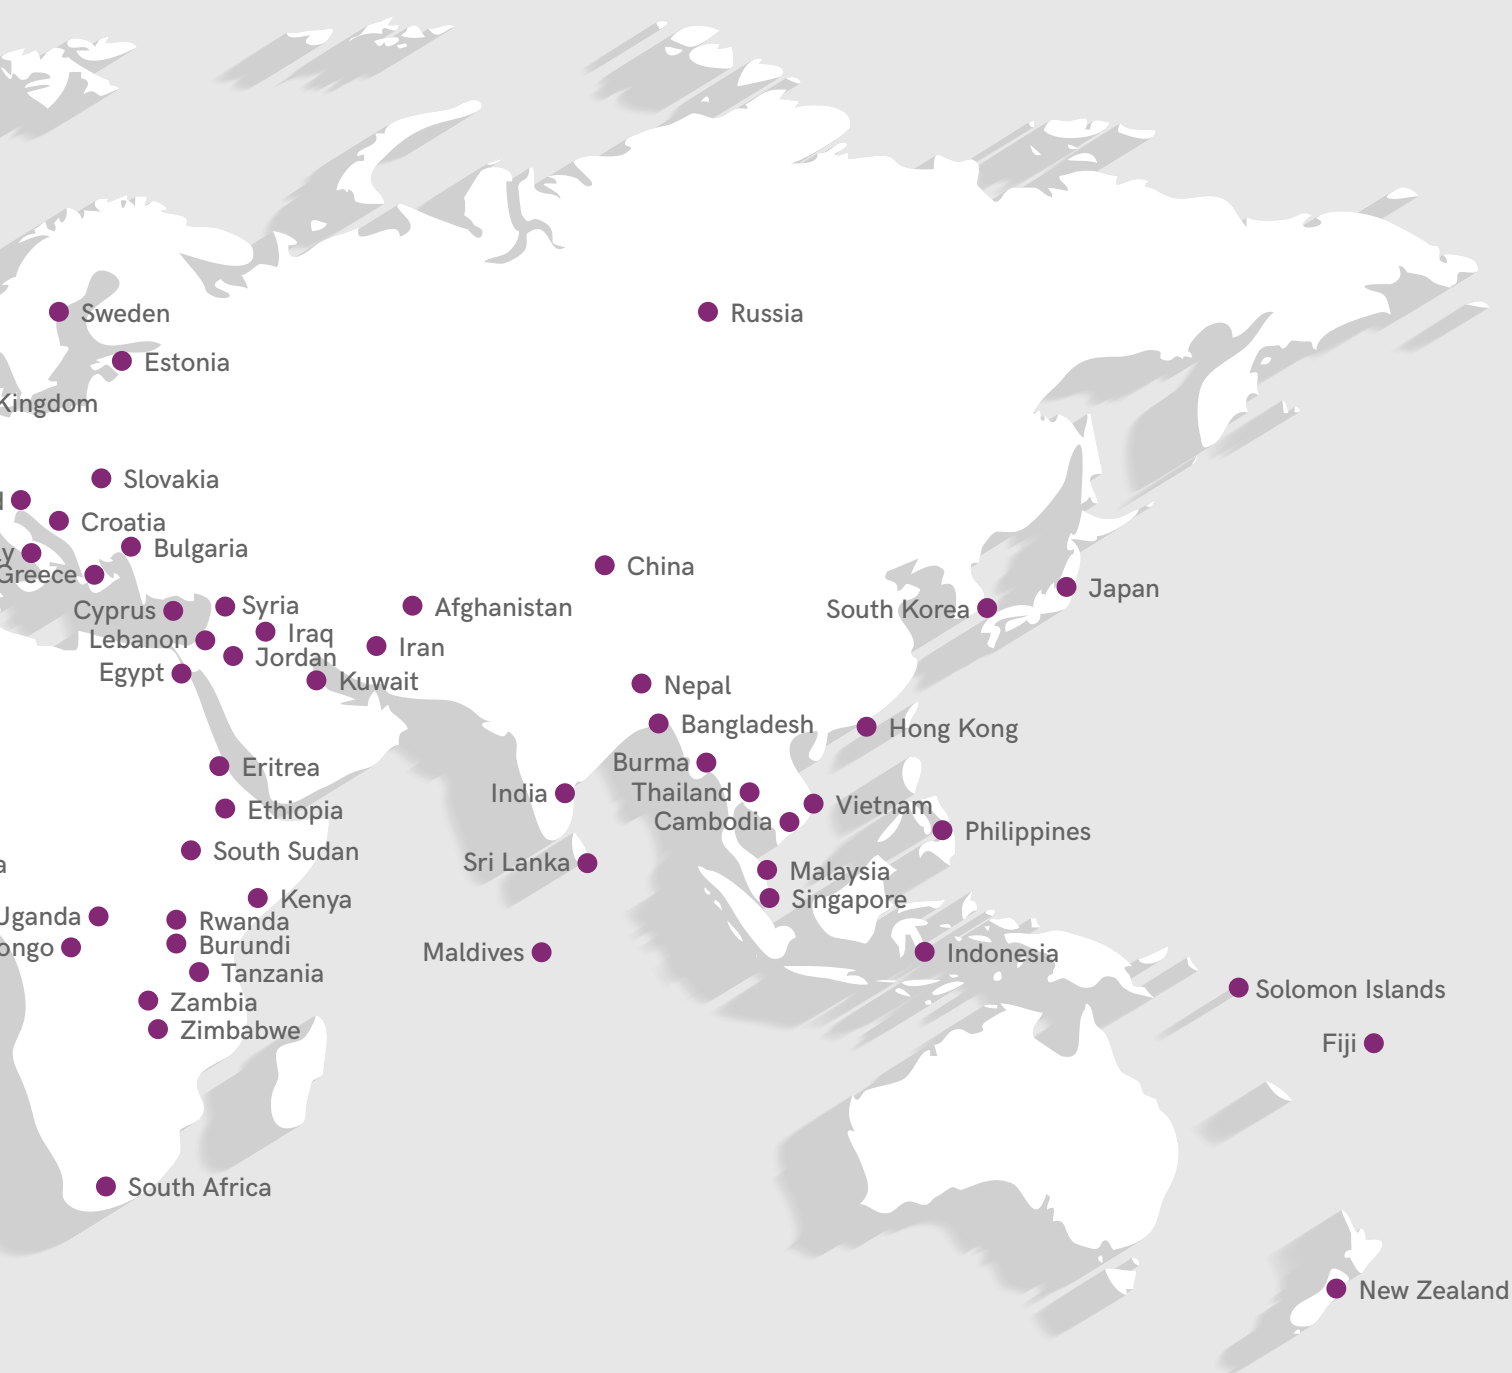 Sweden
Russia
Estonia
Kingdom
Slovakia
Croatia
Bulgaria
Greece
China
Japan
Cyprus
Syria
Afghanistan
South Korea
Lebanon
Iraq
Iran
Jordan
Egypt
Kuwait
Nepal
Bangladesh
Hong Kong
Eritrea
Burma
India
Thailand
Ethiopia
Vietnam
Cambodia
Philippines
South Sudan
Sri Lanka
Malaysia
Kenya
Singapore
Uganda
Rwanda
ongo
Burundi
Maldives
Indonesia
Tanzania
Solomon Islands
Zambia
Zimbabwe
Fiji
South Africa
New Zealand